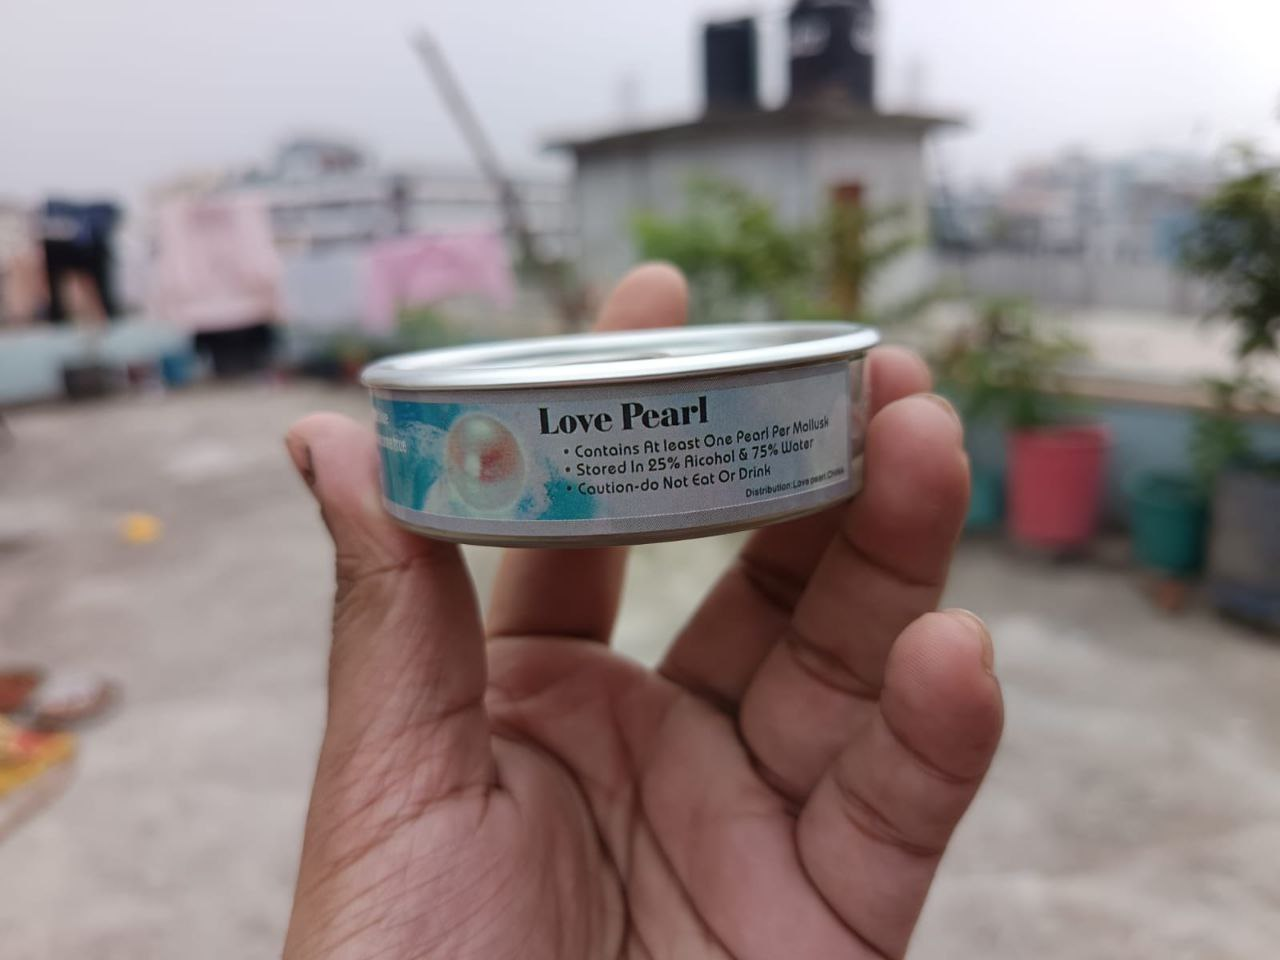 Love Pearl
• Contains At least One Pearl Per Mollusk
• Stored In 25% Alcohol & 75% Water
• Caution-do Not Eat Or Drink
Distribution:Love pearl,CHINA